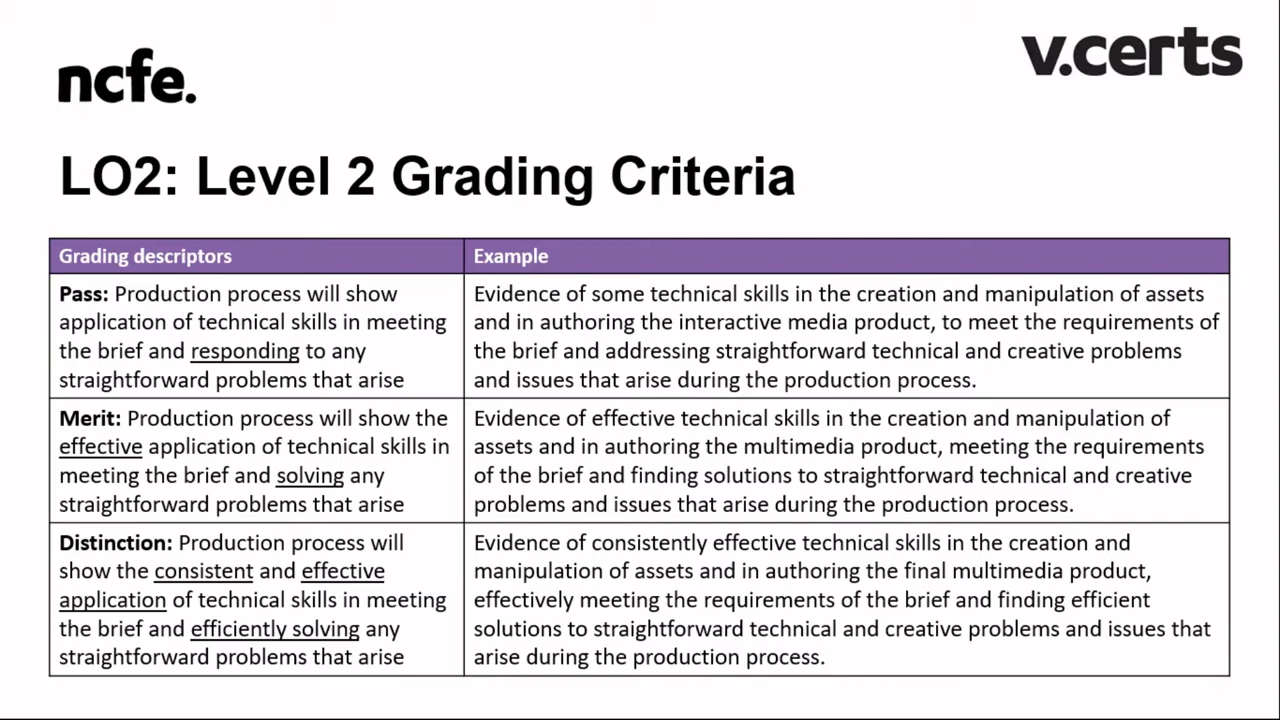 ncfe.
v.certs
LO2: Level 2 Grading Criteria
Grading descriptors
Example
Pass: Production process will show
application of technical skills in meeting
the brief and responding to any
straightforward problems that arise
Evidence of some technical skills in the creation and manipulation of assets
and in authoring the interactive media product, to meet the requirements of
the brief and addressing straightforward technical and creative problems
and issues that arise during the production process.
Merit: Production process will show the
effective application of technical skills in
meeting the brief and solving any
straightforward problems that arise
Evidence of effective technical skills in the creation and manipulation of
assets and in authoring the multimedia product, meeting the requirements
of the brief and finding solutions to straightforward technical and creative
problems and issues that arise during the production process.
Distinction: Production process will
show the consistent and effective
application of technical skills in meeting
the brief and efficiently solving any
straightforward problems that arise
Evidence of consistently effective technical skills in the creation and
manipulation of assets and in authoring the final multimedia product,
effectively meeting the requirements of the brief and finding efficient
solutions to straightforward technical and creative problems and issues that
arise during the production process.